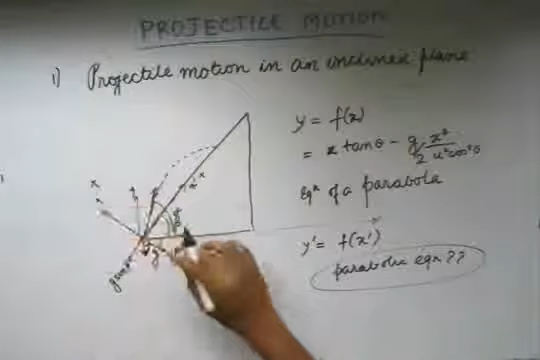 PROJECTILE MOTION
1) Projectile motion in an inclined plane
y = f(x)
= x tanθ - g/2 x²/u²cos²θ
Eqⁿ of a parabola
y' = f(x')
parabolic eqn ??